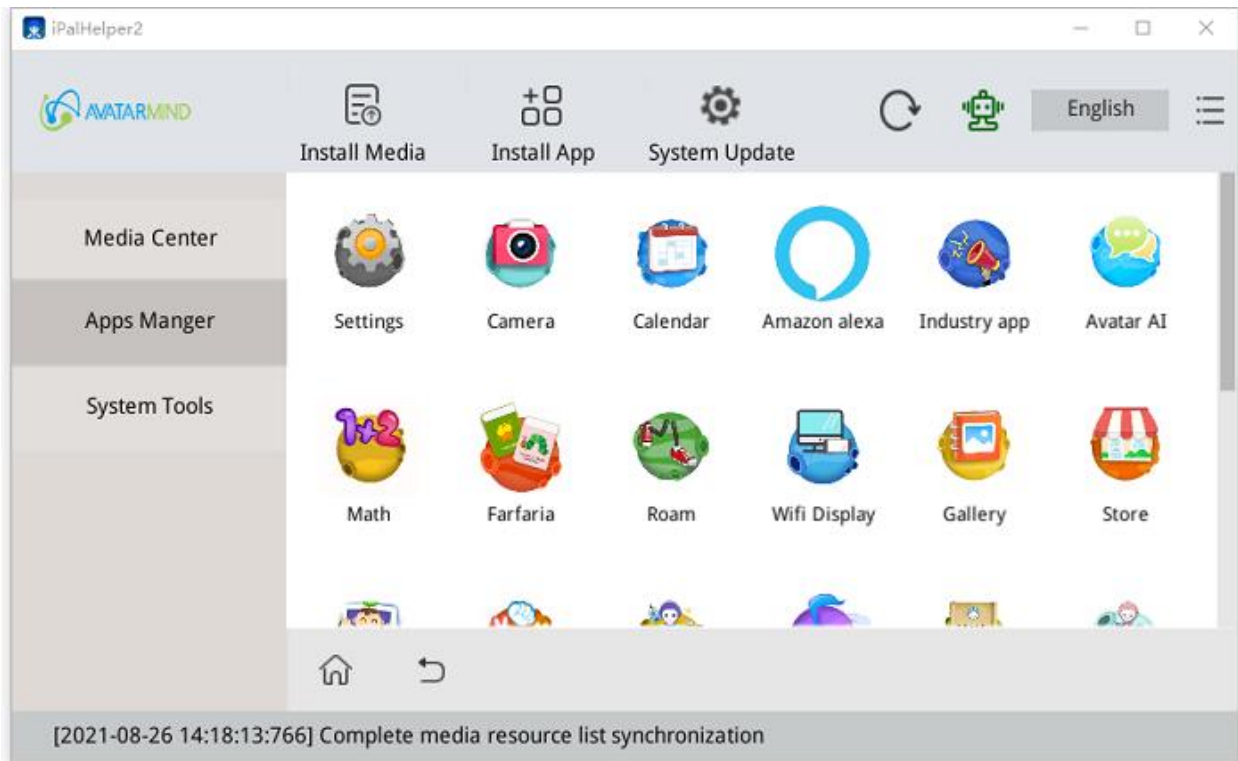 iPalHelper2
AVATARMIND
Install Media
Install App
System Update
English
Media Center
Apps Manger
System Tools
Settings
Camera
Calendar
Amazon alexa
Industry app
Avatar AI
1+2
Math
Farfaria
Roam
Wifi Display
Gallery
Store
[2021-08-26 14:18:13:766] Complete media resource list synchronization